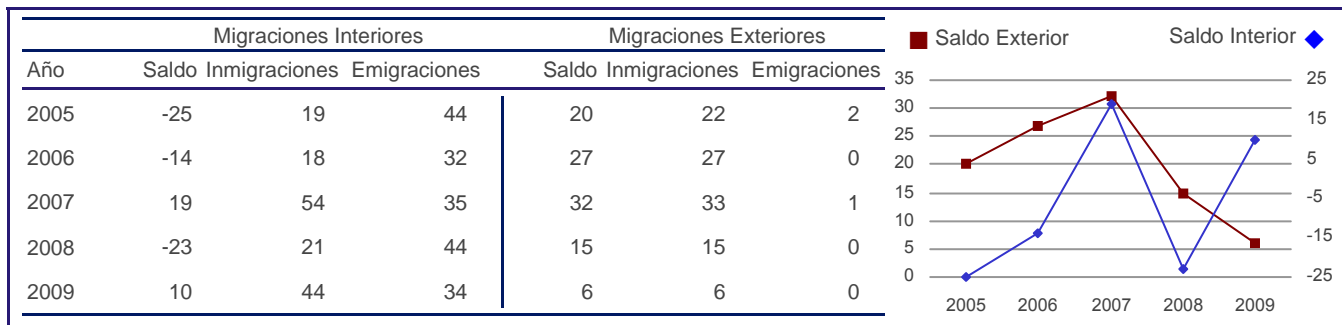 Migraciones Interiores Migraciones Exteriores
Año Saldo Inmigraciones Emigraciones Saldo Inmigraciones Emigraciones
2005 -25 19 44 20 22 2
2006 -14 18 32 27 27 0
2007 19 54 35 32 33 1
2008 -23 21 44 15 15 0
2009 10 44 34 6 6 0
Saldo Exterior Saldo Interior
35 25
30 15
25
20 5
15 -5
10
5 -15
0 -25
2005 2006 2007 2008 2009